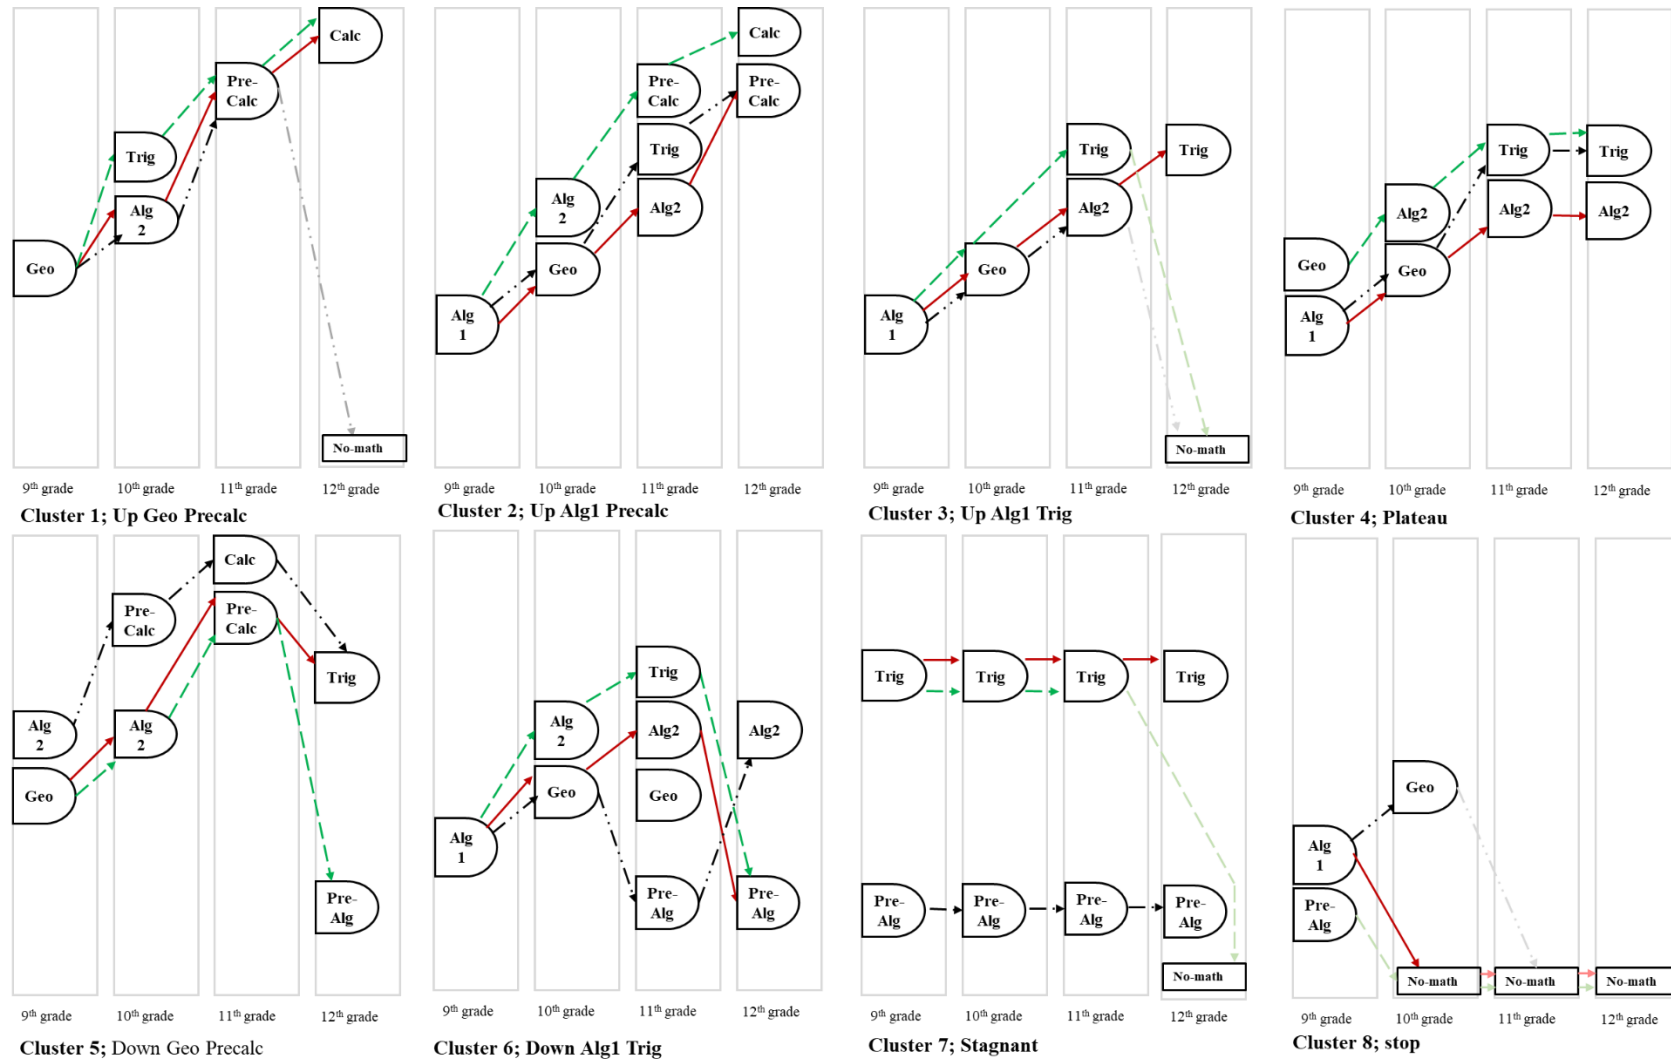 Calc
Pre-
Calc
Trig
Alg
2
Geo
No-math
9th grade
10th grade
11th grade
12th grade
Cluster 1; Up Geo Precalc
Calc
Pre-
Calc
Pre-
Calc
Trig
Alg
2
Alg2
Geo
Alg
1
9th grade
10th grade
11th grade
12th grade
Cluster 2; Up Alg1 Precalc
Trig
Trig
Alg2
Geo
Alg
1
No-math
9th grade
10th grade
11th grade
12th grade
Cluster 3; Up Alg1 Trig
Trig
Trig
Alg2
Alg2
Alg2
Geo
Geo
Alg
1
9th grade
10th grade
11th grade
12th grade
Cluster 4; Plateau
Calc
Pre-
Calc
Pre-
Calc
Trig
Alg
2
Alg
2
Geo
Pre-
Alg
9th grade
10th grade
11th grade
12th grade
Cluster 5; Down Geo Precalc
Trig
Alg
2
Alg2
Alg2
Geo
Geo
Alg
1
Pre-
Alg
Pre-
Alg
9th grade
10th grade
11th grade
12th grade
Cluster 6; Down Alg1 Trig
Trig
Trig
Trig
Trig
Pre-
Alg
Pre-
Alg
Pre-
Alg
Pre-
Alg
No-math
9th grade
10th grade
11th grade
12th grade
Cluster 7; Stagnant
Geo
Alg
1
Pre-
Alg
No-math
No-math
No-math
9th grade
10th grade
11th grade
12th grade
Cluster 8; stop